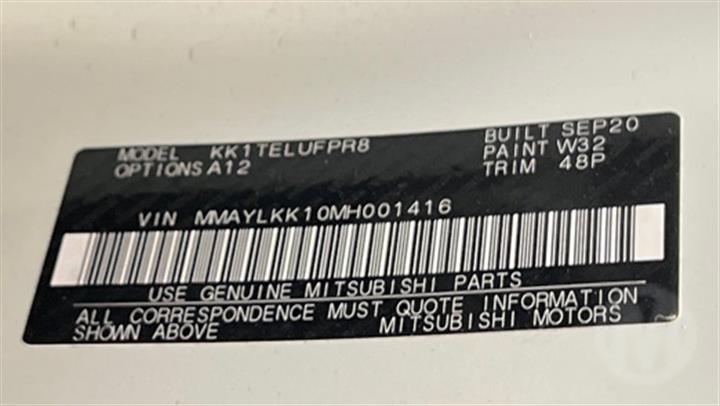 MODEL KK1TELUFPR8 BUILT SEP20
OPTIONS A12 PAINT W32
TRIM 48P
VIN MMAYLKK10MH001416
USE GENUINE MITSUBISHI PARTS
ALL CORRESPONDENCE MUST QUOTE INFORMATION
SHOWN ABOVE MITSUBISHI MOTORS